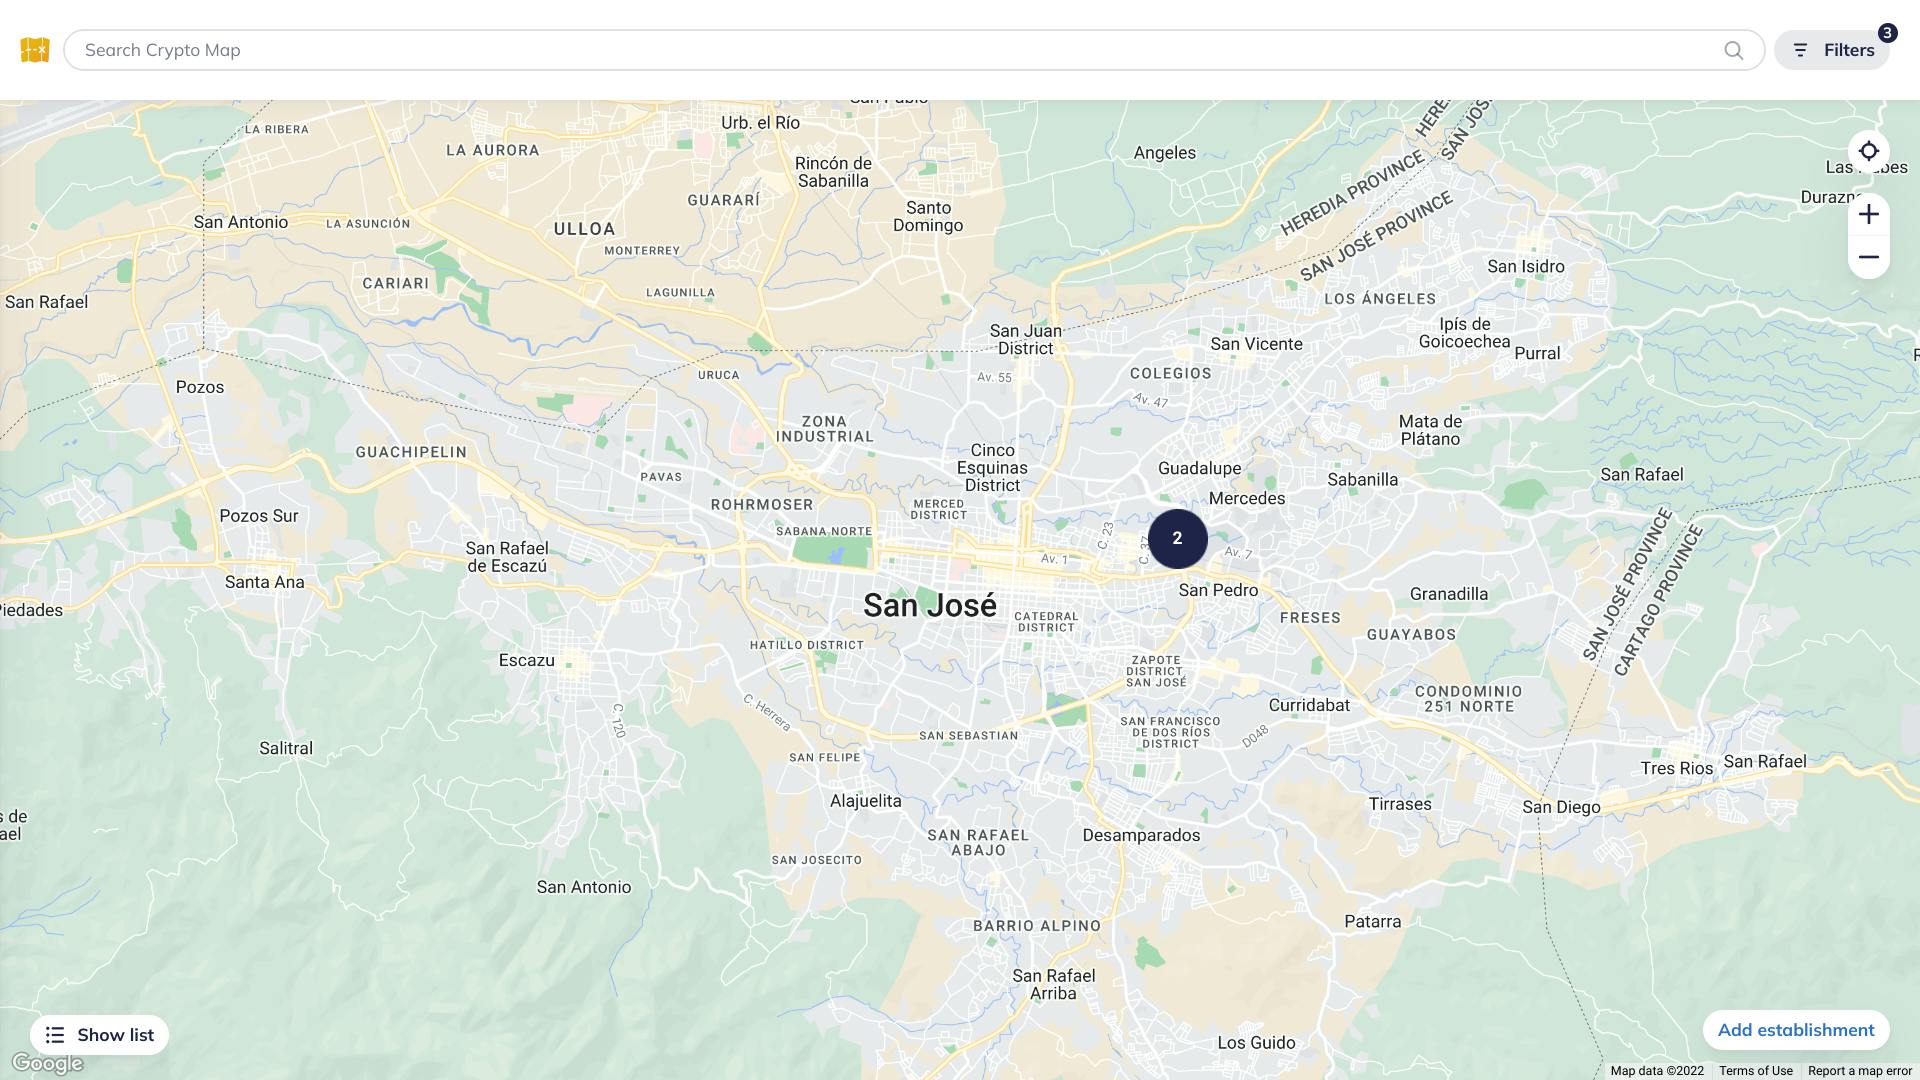 Search Crypto Map
Filters
3
San Pablo
LA RIBERA
Urb. el Río
LA AURORA
Rincón de
Sabanilla
Angeles
HEREDIA PROVINCE
SAN JOSÉ PROVINCE
GUARARÍ
Santo
Domingo
San Antonio
LA ASUNCIÓN
ULLOA
MONTERREY
CARIARI
LAGUNILLA
San Rafael
San Isidro
LOS ÁNGELES
San Juan
District
San Vicente
Ipís de
Goicoechea
Purral
Pozos
URUCA
Av. 55
COLEGIOS
Av. 47
ZONA
INDUSTRIAL
Mata de
Plátano
GUACHIPELIN
Cinco
Esquinas
District
Guadalupe
PAVAS
Sabanilla
San Rafael
Mercedes
ROHRMOSER
MERCED
DISTRICT
Pozos Sur
SABANA NORTE
C. 23
C. 37
2
Av. 7
San Rafael
de Escazú
Av. 1
Santa Ana
San Pedro
Granadilla
SAN JOSÉ PROVINCE
CARTAGO PROVINCE
Piedades
San José
CATEDRAL
DISTRICT
FRESES
GUAYABOS
HATILLO DISTRICT
Escazu
ZAPOTE
DISTRICT
SAN JOSÉ
CONDOMINIO
251 NORTE
C. Herrera
C. 120
Curridabat
SAN FRANCISCO
DE DOS RÍOS
DISTRICT
D048
SAN SEBASTIAN
Salitral
SAN FELIPE
Tres Rios
San Rafael
Alajuelita
Tirrases
San Diego
SAN RAFAEL
ABAJO
Desamparados
SAN JOSECITO
San Antonio
BARRIO ALPINO
Patarra
San Rafael
Arriba
Los Guido
Show list
Add establishment
Google
Map data ©2022
Terms of Use
Report a map error